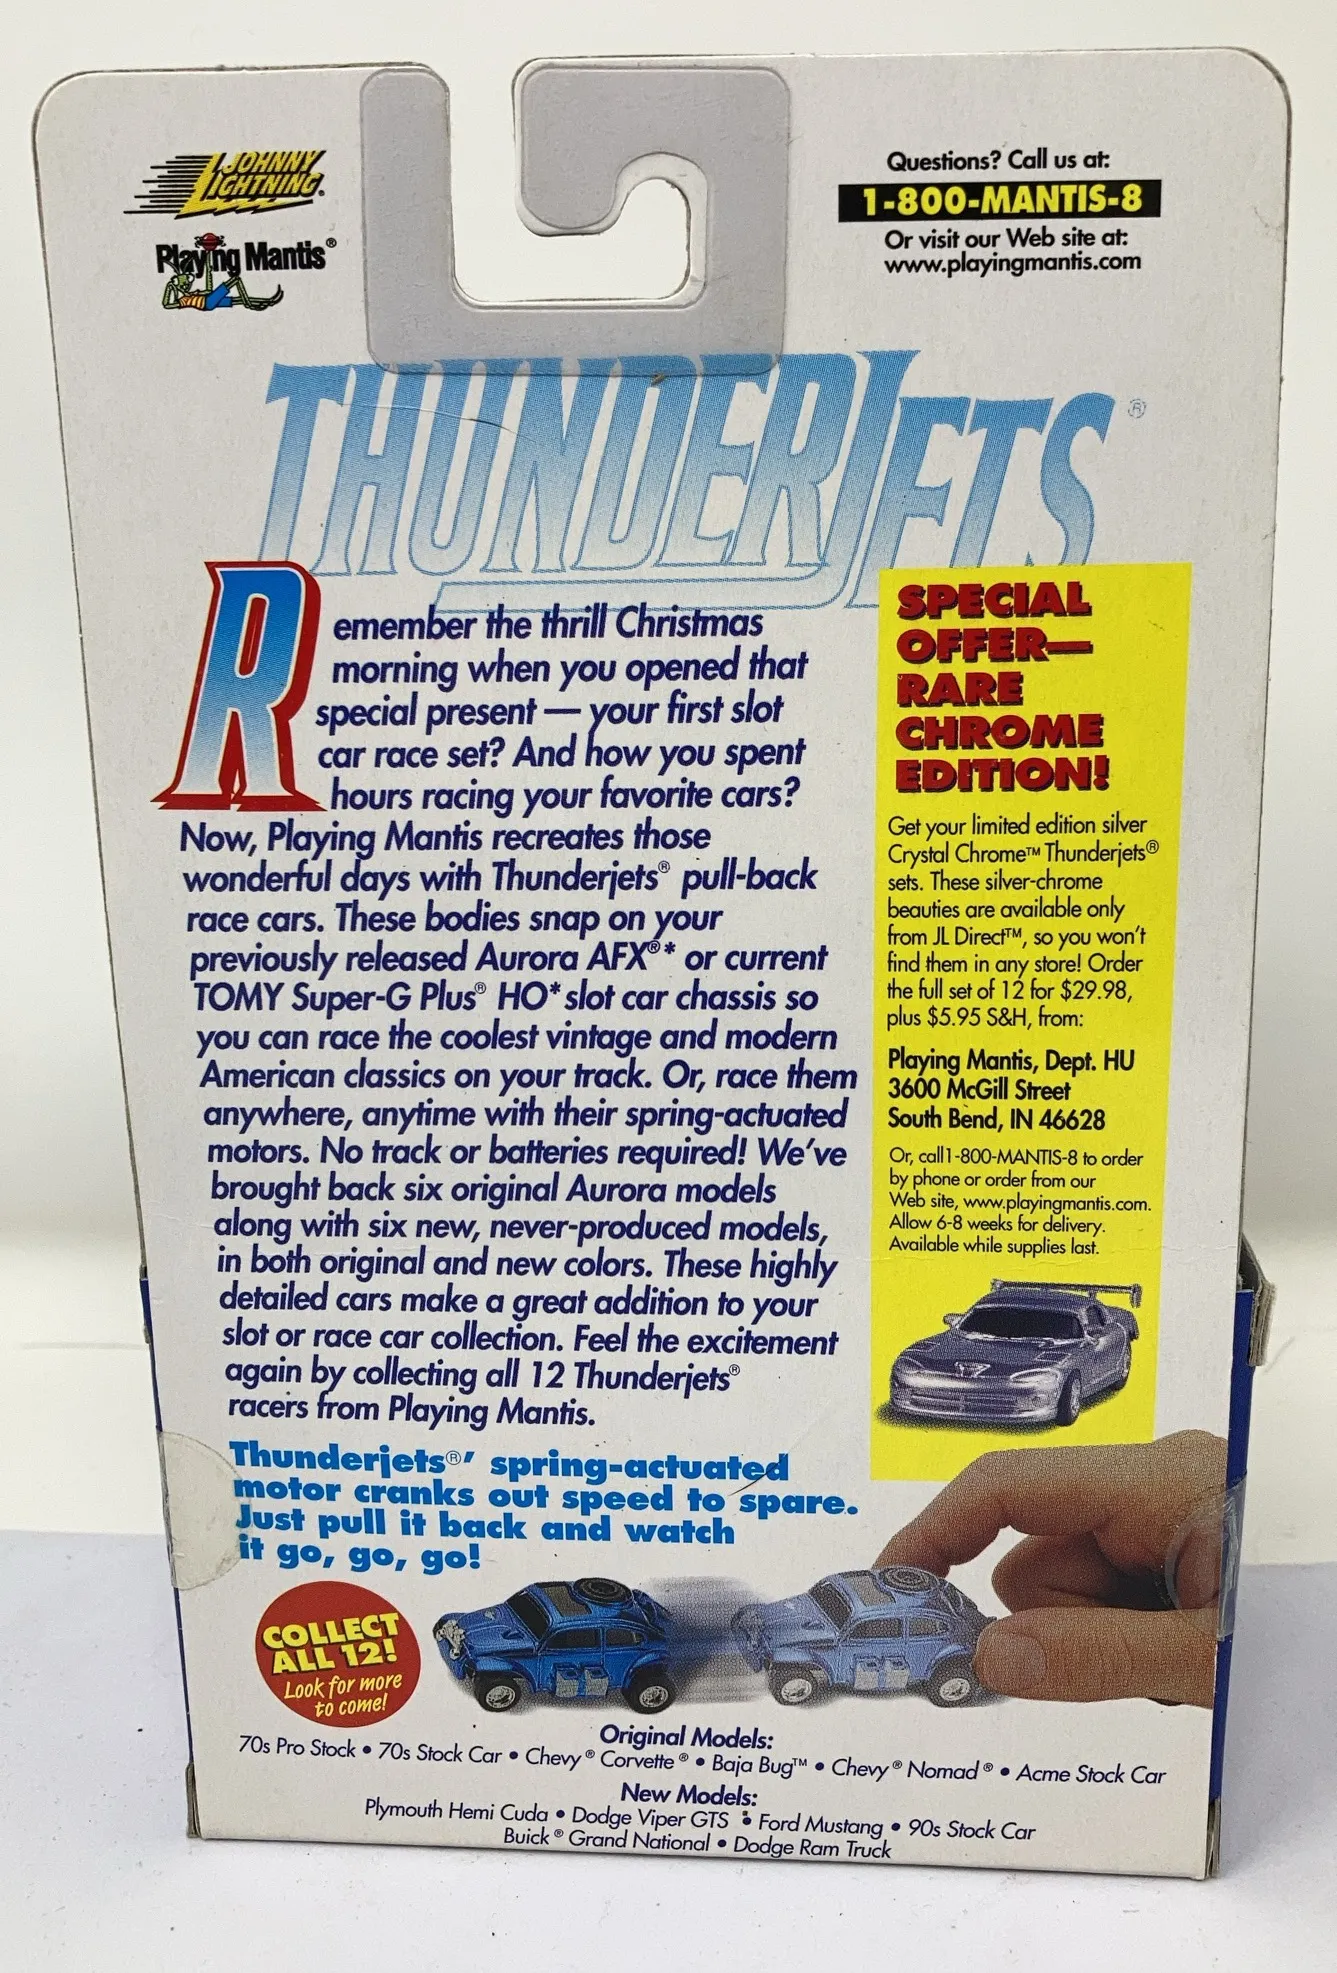 JOHNNY
LIGHTNING®
Playing Mantis®
Questions? Call us at:
1-800-MANTIS-8
Or visit our Web site at:
www.playingmantis.com
THUNDERJETS®
Remember the thrill Christmas
morning when you opened that
special present — your first slot
car race set? And how you spent
hours racing your favorite cars?
Now, Playing Mantis recreates those
wonderful days with Thunderjets® pull-back
race cars. These bodies snap on your
previously released Aurora AFX®* or current
TOMY Super-G Plus® HO* slot car chassis so
you can race the coolest vintage and modern
American classics on your track. Or, race them
anywhere, anytime with their spring-actuated
motors. No track or batteries required! We've
brought back six original Aurora models
along with six new, never-produced models,
in both original and new colors. These highly
detailed cars make a great addition to your
slot or race car collection. Feel the excitement
again by collecting all 12 Thunderjets®
racers from Playing Mantis.
Thunderjets®' spring-actuated
motor cranks out speed to spare.
Just pull it back and watch
it go, go, go!
SPECIAL
OFFER—
RARE
CHROME
EDITION!
Get your limited edition silver
Crystal Chrome™ Thunderjets®
sets. These silver-chrome
beauties are available only
from JL Direct™, so you won't
find them in any store! Order
the full set of 12 for $29.98,
plus $5.95 S&H, from:
Playing Mantis, Dept. HU
3600 McGill Street
South Bend, IN 46628
Or, call1-800-MANTIS-8 to order
by phone or order from our
Web site, www.playingmantis.com.
Allow 6-8 weeks for delivery.
Available while supplies last.
COLLECT
ALL 12!
Look for more
to come!
Original Models:
70s Pro Stock • 70s Stock Car • Chevy® Corvette® • Baja Bug™ • Chevy® Nomad® • Acme Stock Car
New Models:
Plymouth Hemi Cuda • Dodge Viper GTS • Ford Mustang • 90s Stock Car
Buick® Grand National • Dodge Ram Truck